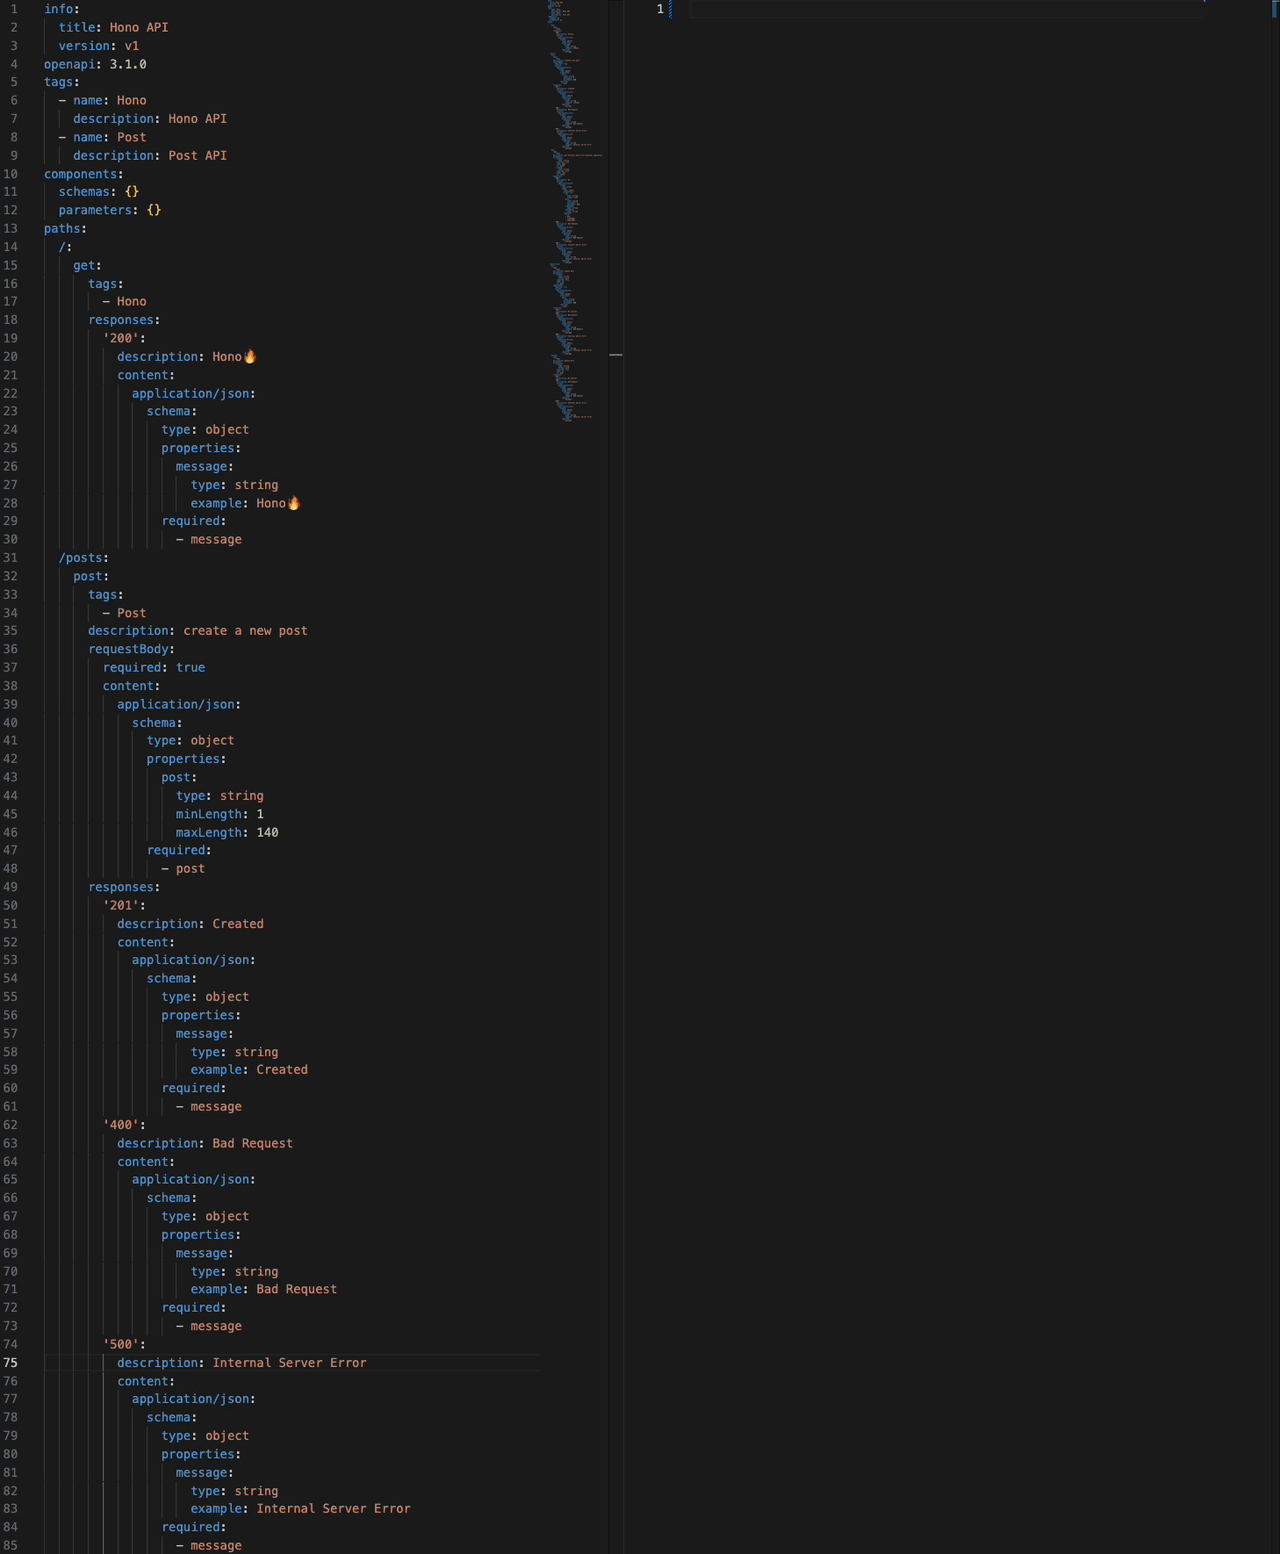 1 info:
2   title: Hono API
3   version: v1
4 openapi: 3.1.0
5 tags:
6   - name: Hono
7     description: Hono API
8   - name: Post
9     description: Post API
10 components:
11   schemas: {}
12   parameters: {}
13 paths:
14   /:
15     get:
16       tags:
17         - Hono
18       responses:
19         '200':
20           description: Hono🔥
21           content:
22             application/json:
23               schema:
24                 type: object
25                 properties:
26                   message:
27                     type: string
28                     example: Hono🔥
29                 required:
30                   - message
31   /posts:
32     post:
33       tags:
34         - Post
35       description: create a new post
36       requestBody:
37         required: true
38         content:
39           application/json:
40             schema:
41               type: object
42               properties:
43                 post:
44                   type: string
45                   minLength: 1
46                   maxLength: 140
47               required:
48                 - post
49       responses:
50         '201':
51           description: Created
52           content:
53             application/json:
54               schema:
55                 type: object
56                 properties:
57                   message:
58                     type: string
59                     example: Created
60                 required:
61                   - message
62         '400':
63           description: Bad Request
64           content:
65             application/json:
66               schema:
67                 type: object
68                 properties:
69                   message:
70                     type: string
71                     example: Bad Request
72                 required:
73                   - message
74         '500':
75           description: Internal Server Error
76           content:
77             application/json:
78               schema:
79                 type: object
80                 properties:
81                   message:
82                     type: string
83                     example: Internal Server Error
84                 required:
85                   - message
1